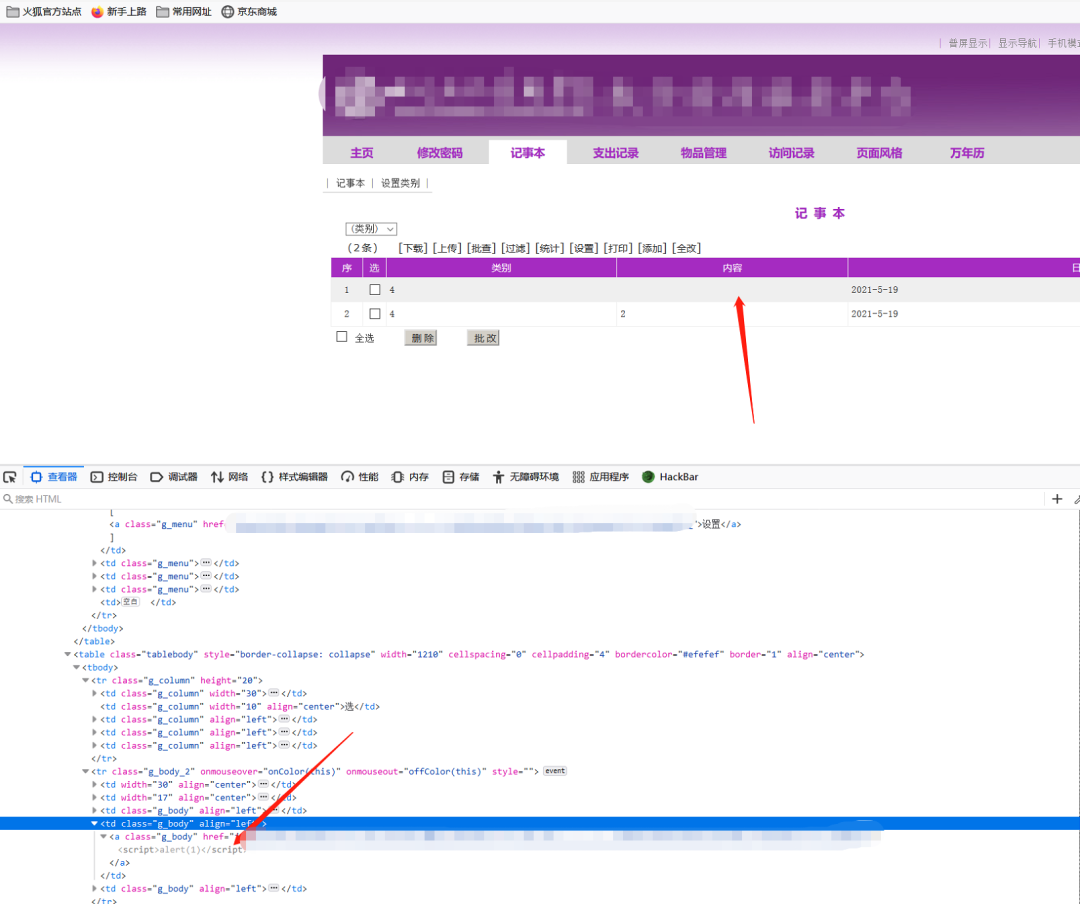 火狐官方站点 新手上路 常用网址 京东商城
| 普屏显示| 显示导航| 手机模式
主页 修改密码 记事本 支出记录 物品管理 访问记录 页面风格 万年历
| 记事本 | 设置类别 |
记 事 本
(类别)
(2条) [下载] [上传] [批查] [过滤] [统计] [设置] [打印] [添加] [全改]
序 选 类别 内容 日
1 4 2021-5-19
2 4 2 2021-5-19
全选 删 除 批 改
查看器 控制台 调试器 网络 样式编辑器 性能 内存 存储 无障碍环境 应用程序 HackBar
搜索 HTML
[
<a class="g_menu" href ">设置</a>
]
</td>
<td class="g_menu">⋯</td>
<td class="g_menu">⋯</td>
<td class="g_menu">⋯</td>
<td>空白 </td>
</tr>
</tbody>
</table>
<table class="tablebody" style="border-collapse: collapse" width="1210" cellspacing="0" cellpadding="4" bordercolor="#efefef" border="1" align="center">
<tbody>
<tr class="g_column" height="20">
<td class="g_column" width="30">⋯</td>
<td class="g_column" width="10" align="center">选</td>
<td class="g_column" align="left">⋯</td>
<td class="g_column" align="left">⋯</td>
<td class="g_column" align="left">⋯</td>
</tr>
<tr class="g_body_2" onmouseover="onColor(this)" onmouseout="offColor(this)" style=""> event
<td width="30" align="center">⋯</td>
<td width="17" align="center">⋯</td>
<td class="g_body" align="left">⋯</td>
<td class="g_body" align="left">
<a class="g_body" href="
<script>alert(1)</script>
</a>
</td>
<td class="g_body" align="left">⋯</td>
</tr>